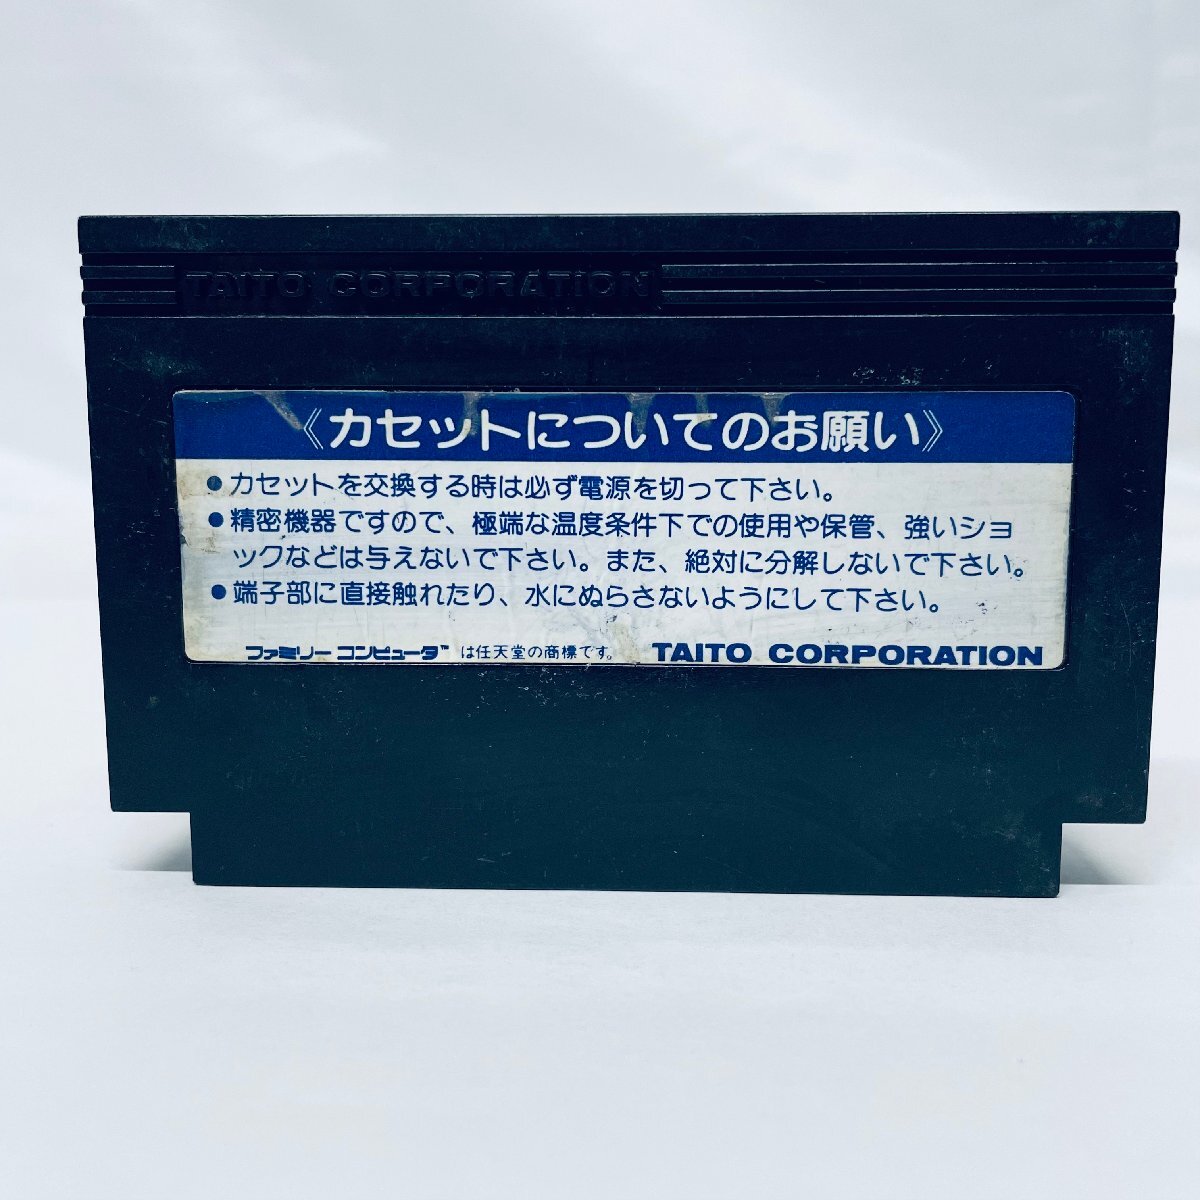 TAITO CORPORATION
《カセットについてのお願い》
●カセットを交換する時は必ず電源を切って下さい。
●精密機器ですので、極端な温度条件下での使用や保管、強いショ
ックなどは与えないで下さい。また、絶対に分解しないで下さい。
●端子部に直接触れたり、水にぬらさないようにして下さい。
ファミリーコンピュータ™は任天堂の商標です。 TAITO CORPORATION